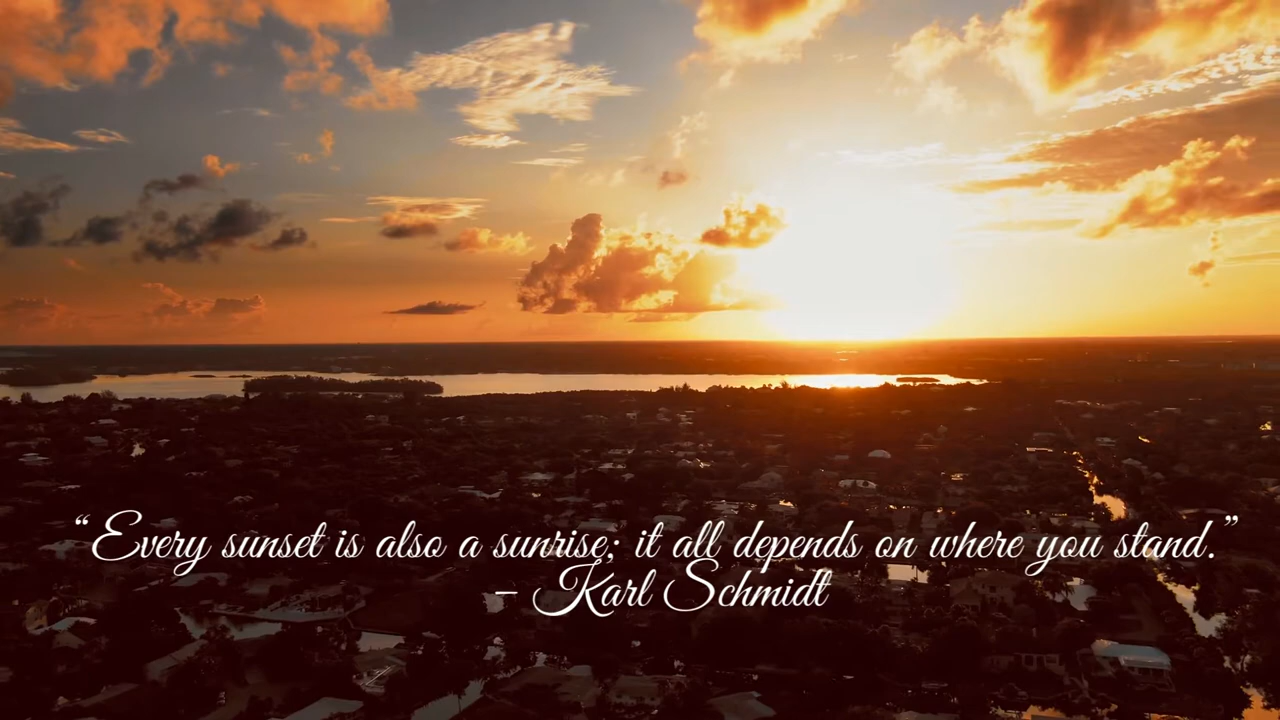 “Every sunset is also a sunrise; it all depends on where you stand.”
– Karl Schmidt